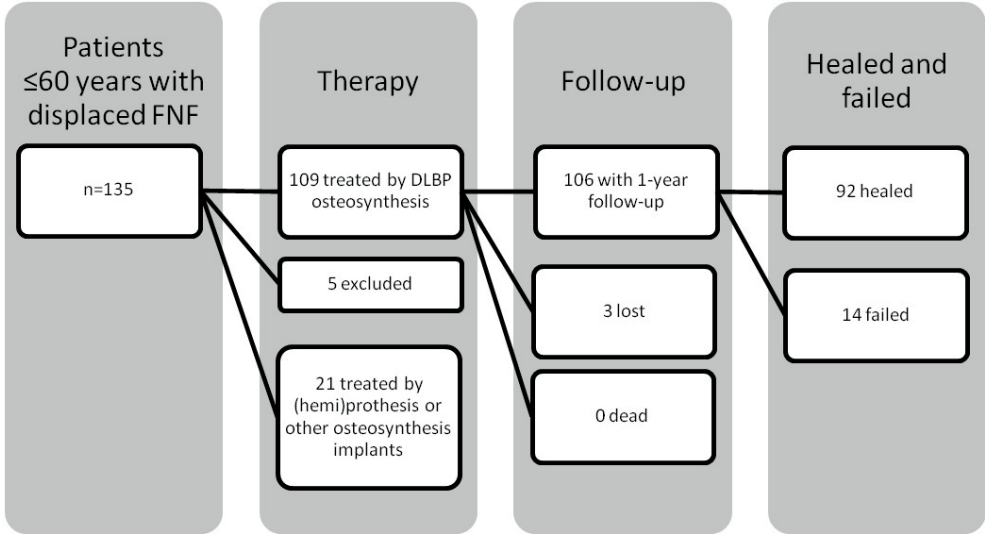 Patients
≤60 years with
displaced FNF
n=135
Therapy
109 treated by DLBP
osteosynthesis
5 excluded
21 treated by
(hemi)prothesis or
other osteosynthesis
implants
Follow-up
106 with 1-year
follow-up
3 lost
0 dead
Healed and
failed
92 healed
14 failed